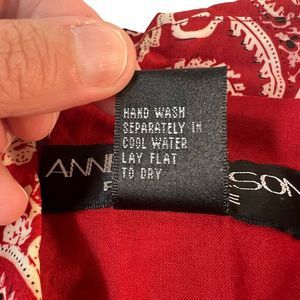 HAND WASH
SEPARATELY IN
COOL WATER
LAY FLAT
TO DRY
ANN
SON